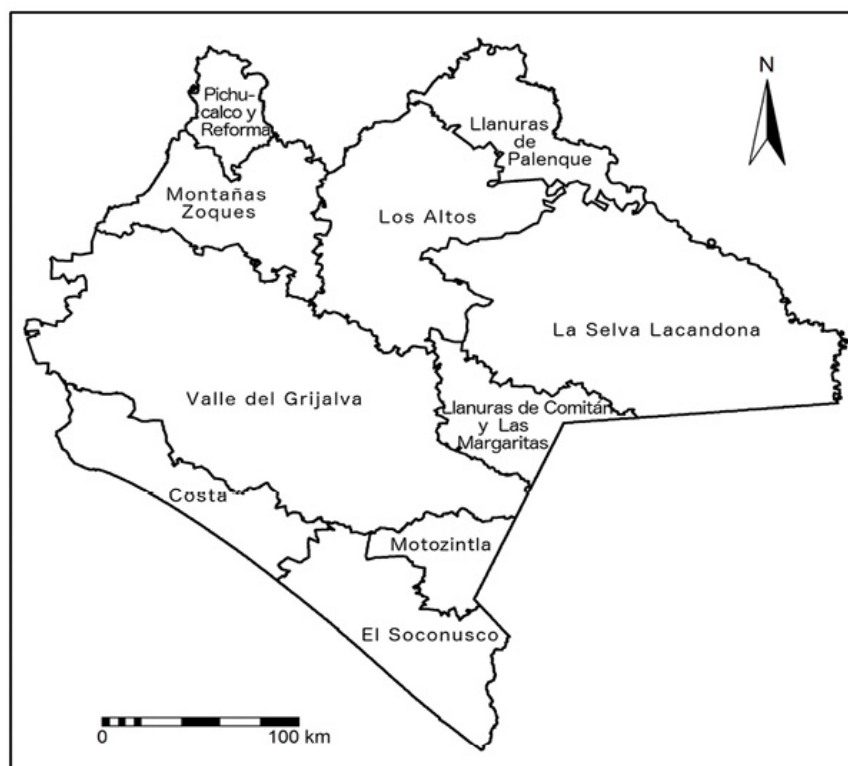 N
Pichu-
calco y
Reforma
Llanuras
de
Palenque
Montañas
Zoques
Los Altos
La Selva Lacandona
Valle del Grijalva
Llanuras de Comitán
y Las
Margaritas
Costa
Motozintla
El Soconusco
0 100 km